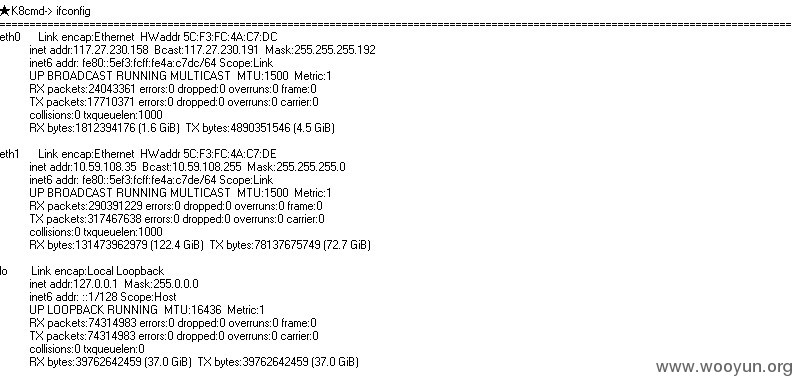 ★K8cmd-> ifconfig
================================================================================
eth0 Link encap:Ethernet HWaddr 5C:F3:FC:4A:C7:DC
inet addr:117.27.230.158 Bcast:117.27.230.191 Mask:255.255.255.192
inet6 addr: fe80::5ef3:fcff:fe4a:c7dc/64 Scope:Link
UP BROADCAST RUNNING MULTICAST MTU:1500 Metric:1
RX packets:24043361 errors:0 dropped:0 overruns:0 frame:0
TX packets:17710371 errors:0 dropped:0 overruns:0 carrier:0
collisions:0 txqueuelen:1000
RX bytes:1812394176 (1.6 GiB) TX bytes:4890351546 (4.5 GiB)
eth1 Link encap:Ethernet HWaddr 5C:F3:FC:4A:C7:DE
inet addr:10.59.108.35 Bcast:10.59.108.255 Mask:255.255.255.0
inet6 addr: fe80::5ef3:fcff:fe4a:c7de/64 Scope:Link
UP BROADCAST RUNNING MULTICAST MTU:1500 Metric:1
RX packets:290391229 errors:0 dropped:0 overruns:0 frame:0
TX packets:317467638 errors:0 dropped:0 overruns:0 carrier:0
collisions:0 txqueuelen:1000
RX bytes:131473962979 (122.4 GiB) TX bytes:78137675749 (72.7 GiB)
lo Link encap:Local Loopback
inet addr:127.0.0.1 Mask:255.0.0.0
inet6 addr: ::1/128 Scope:Host
UP LOOPBACK RUNNING MTU:16436 Metric:1
RX packets:74314983 errors:0 dropped:0 overruns:0 frame:0
TX packets:74314983 errors:0 dropped:0 overruns:0 carrier:0
collisions:0 txqueuelen:0
RX bytes:39762642459 (37.0 GiB) TX bytes:39762642459 (37.0 GiB)
www.wooyun.org